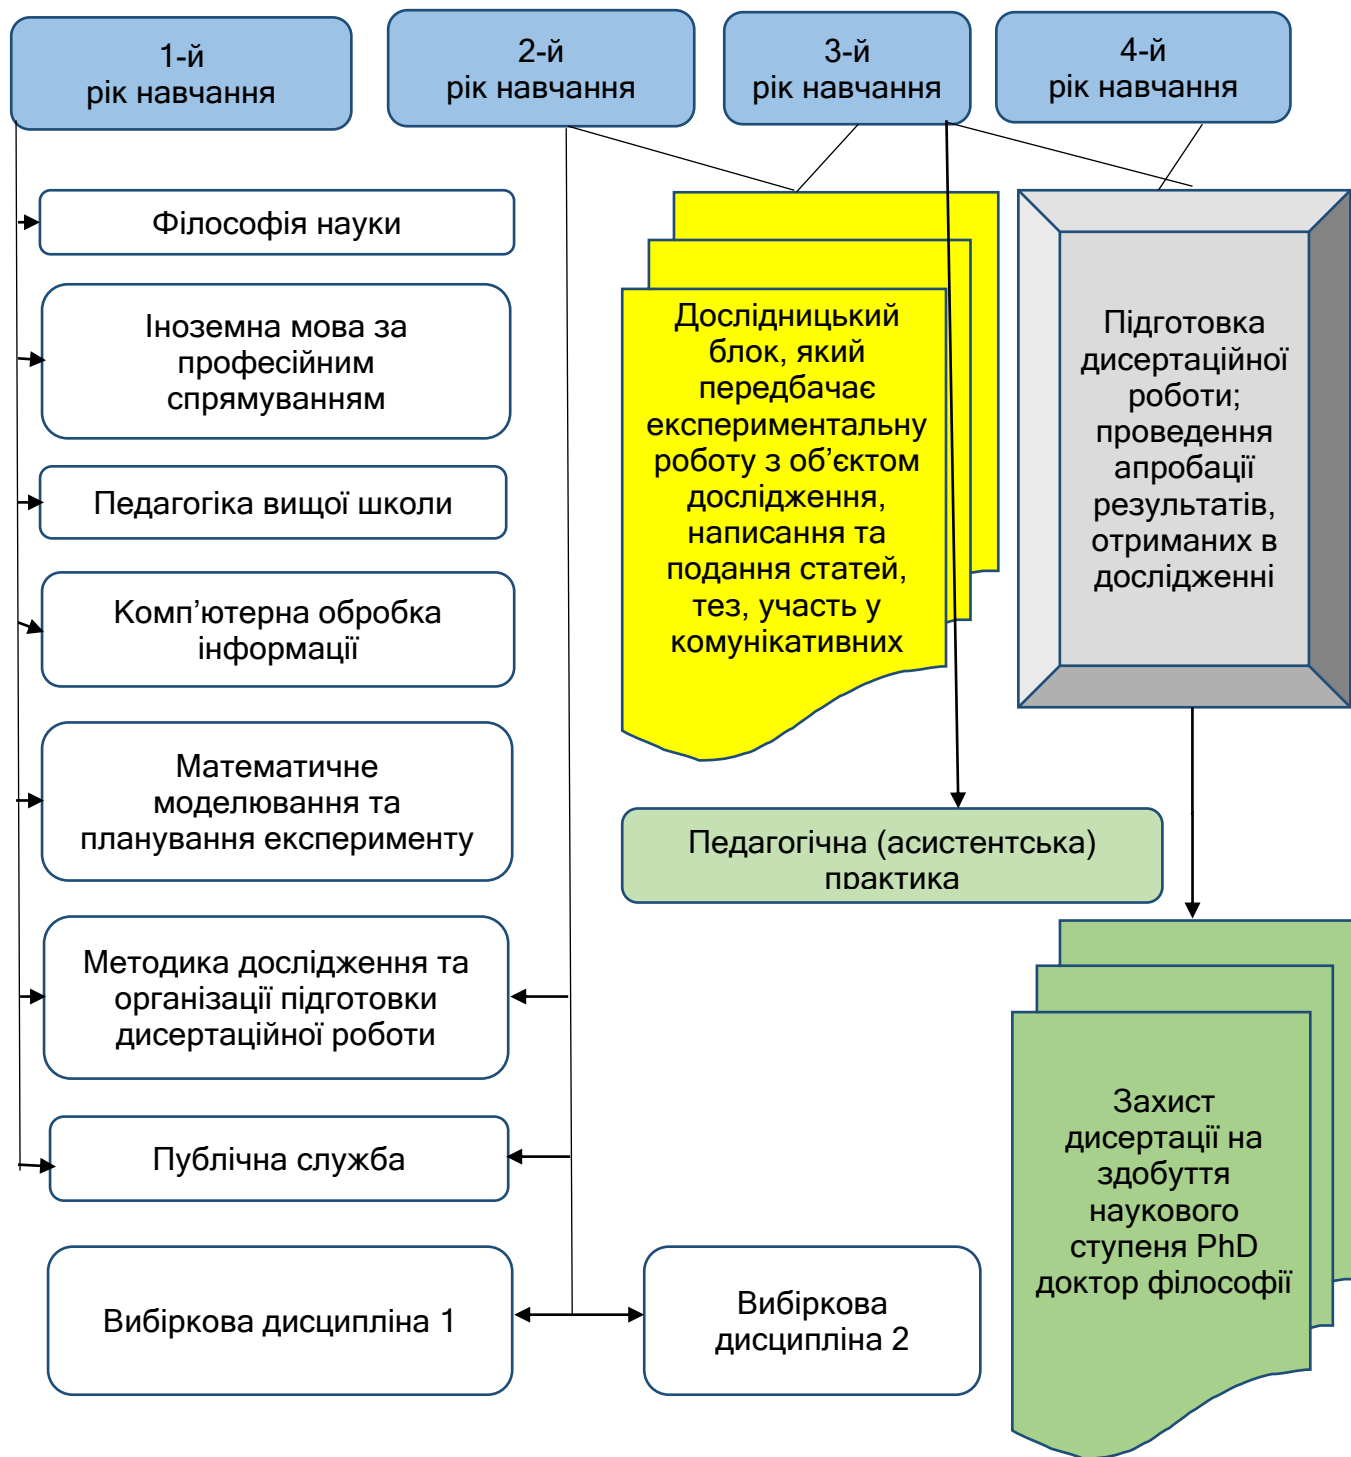 1-й
рік навчання
2-й
рік навчання
3-й
рік навчання
4-й
рік навчання
Філософія науки
Іноземна мова за
професійним
спрямуванням
Педагогіка вищої школи
Комп’ютерна обробка
інформації
Математичне
моделювання та
планування експерименту
Методика дослідження та
організації підготовки
дисертаційної роботи
Публічна служба
Вибіркова дисципліна 1
Вибіркова
дисципліна 2
Дослідницький
блок, який
передбачає
експериментальну
роботу з об’єктом
дослідження,
написання та
подання статей,
тез, участь у
комунікативних
Педагогічна (асистентська)
практика
Підготовка
дисертаційної
роботи;
проведення
апробації
результатів,
отриманих в
дослідженні
Захист
дисертації на
здобуття
наукового
ступеня PhD
доктор філософії